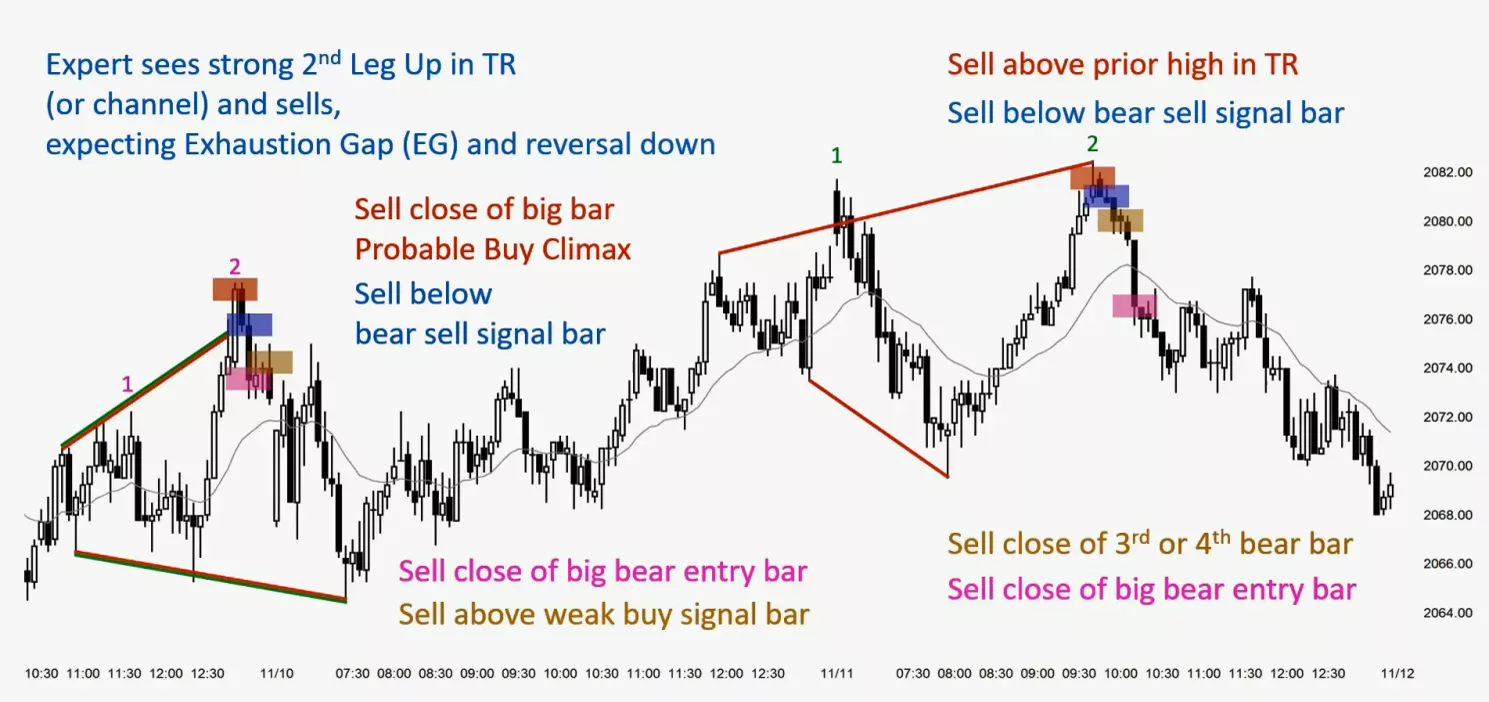 Expert sees strong 2nd Leg Up in TR
(or channel) and sells,
expecting Exhaustion Gap (EG) and reversal down
Sell above prior high in TR
Sell below bear sell signal bar
Sell close of big bar
Probable Buy Climax
Sell below
bear sell signal bar
1
2
1
2
Sell close of big bear entry bar
Sell above weak buy signal bar
Sell close of 3rd or 4th bear bar
Sell close of big bear entry bar
2082.00
2080.00
2078.00
2076.00
2074.00
2072.00
2070.00
2068.00
2066.00
2064.00
10:30 11:00 11:30 12:00 12:30 11/10 07:30 08:00 08:30 09:00 09:30 10:00 10:30 11:00 11:30 12:00 12:30 11/11 07:30 08:00 08:30 09:00 09:30 10:00 10:30 11:00 11:30 12:00 12:30 11/12